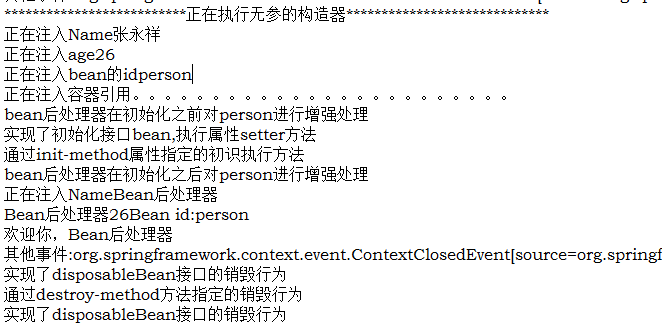 **************************正在执行无参的构造器*****************************
正在注入Name张永祥
正在注入age26
正在注入bean的idperson
正在注入容器引用。。。。。。。。。。。。。。。。。。。。。。。。
bean后处理器在初始化之前对person进行增强处理
实现了初始化接口bean,执行属性setter方法
通过init-method属性指定的初识执行方法
bean后处理器在初始化之后对person进行增强处理
正在注入NameBean后处理器
Bean后处理器26Bean id:person
欢迎你，Bean后处理器
其他事件:org.springframework.context.event.ContextClosedEvent[source=org.springf
实现了disposableBean接口的销毁行为
通过destroy-method方法指定的销毁行为
实现了disposableBean接口的销毁行为